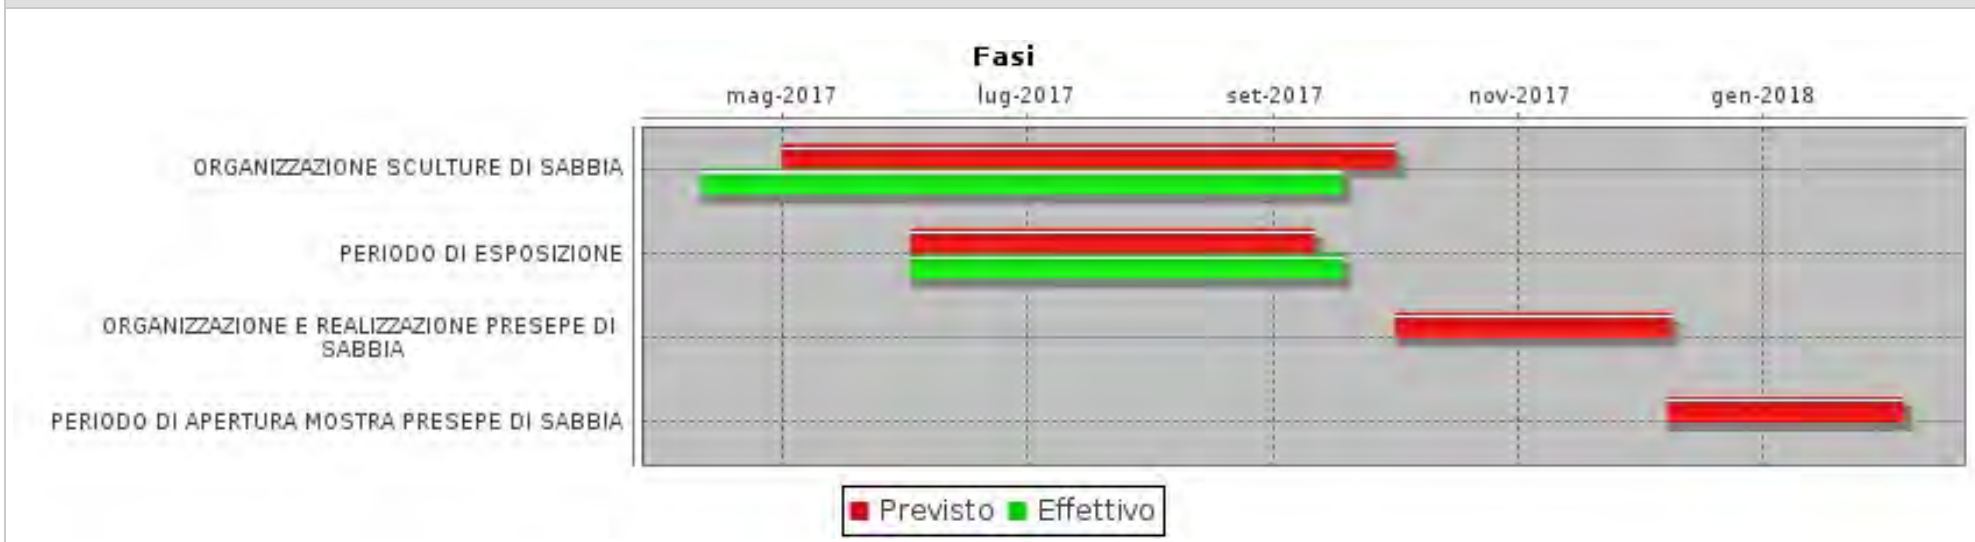 Fasi
mag-2017 lug-2017 set-2017 nov-2017 gen-2018
ORGANIZZAZIONE SCULTURE DI SABBIA
PERIODO DI ESPOSIZIONE
ORGANIZZAZIONE E REALIZZAZIONE PRESEPE DI
SABBIA
PERIODO DI APERTURA MOSTRA PRESEPE DI SABBIA
Previsto Effettivo